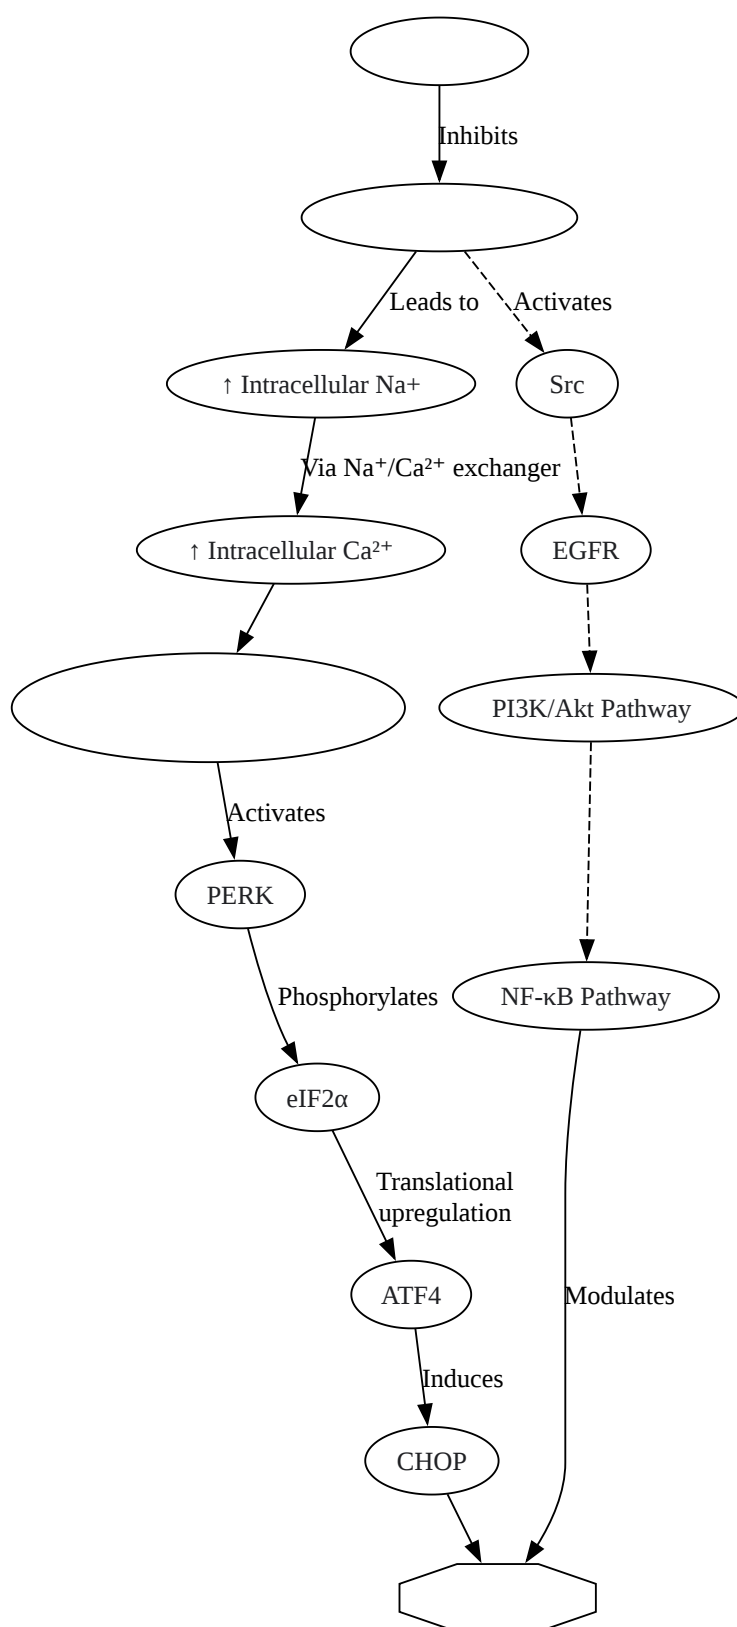 Inhibits
Leads to
Activates
↑ Intracellular Na+
Src
Via Na⁺/Ca²⁺ exchanger
↑ Intracellular Ca²⁺
EGFR
PI3K/Akt Pathway
Activates
PERK
Phosphorylates
NF-κB Pathway
eIF2α
Translational
upregulation
ATF4
Modulates
Induces
CHOP